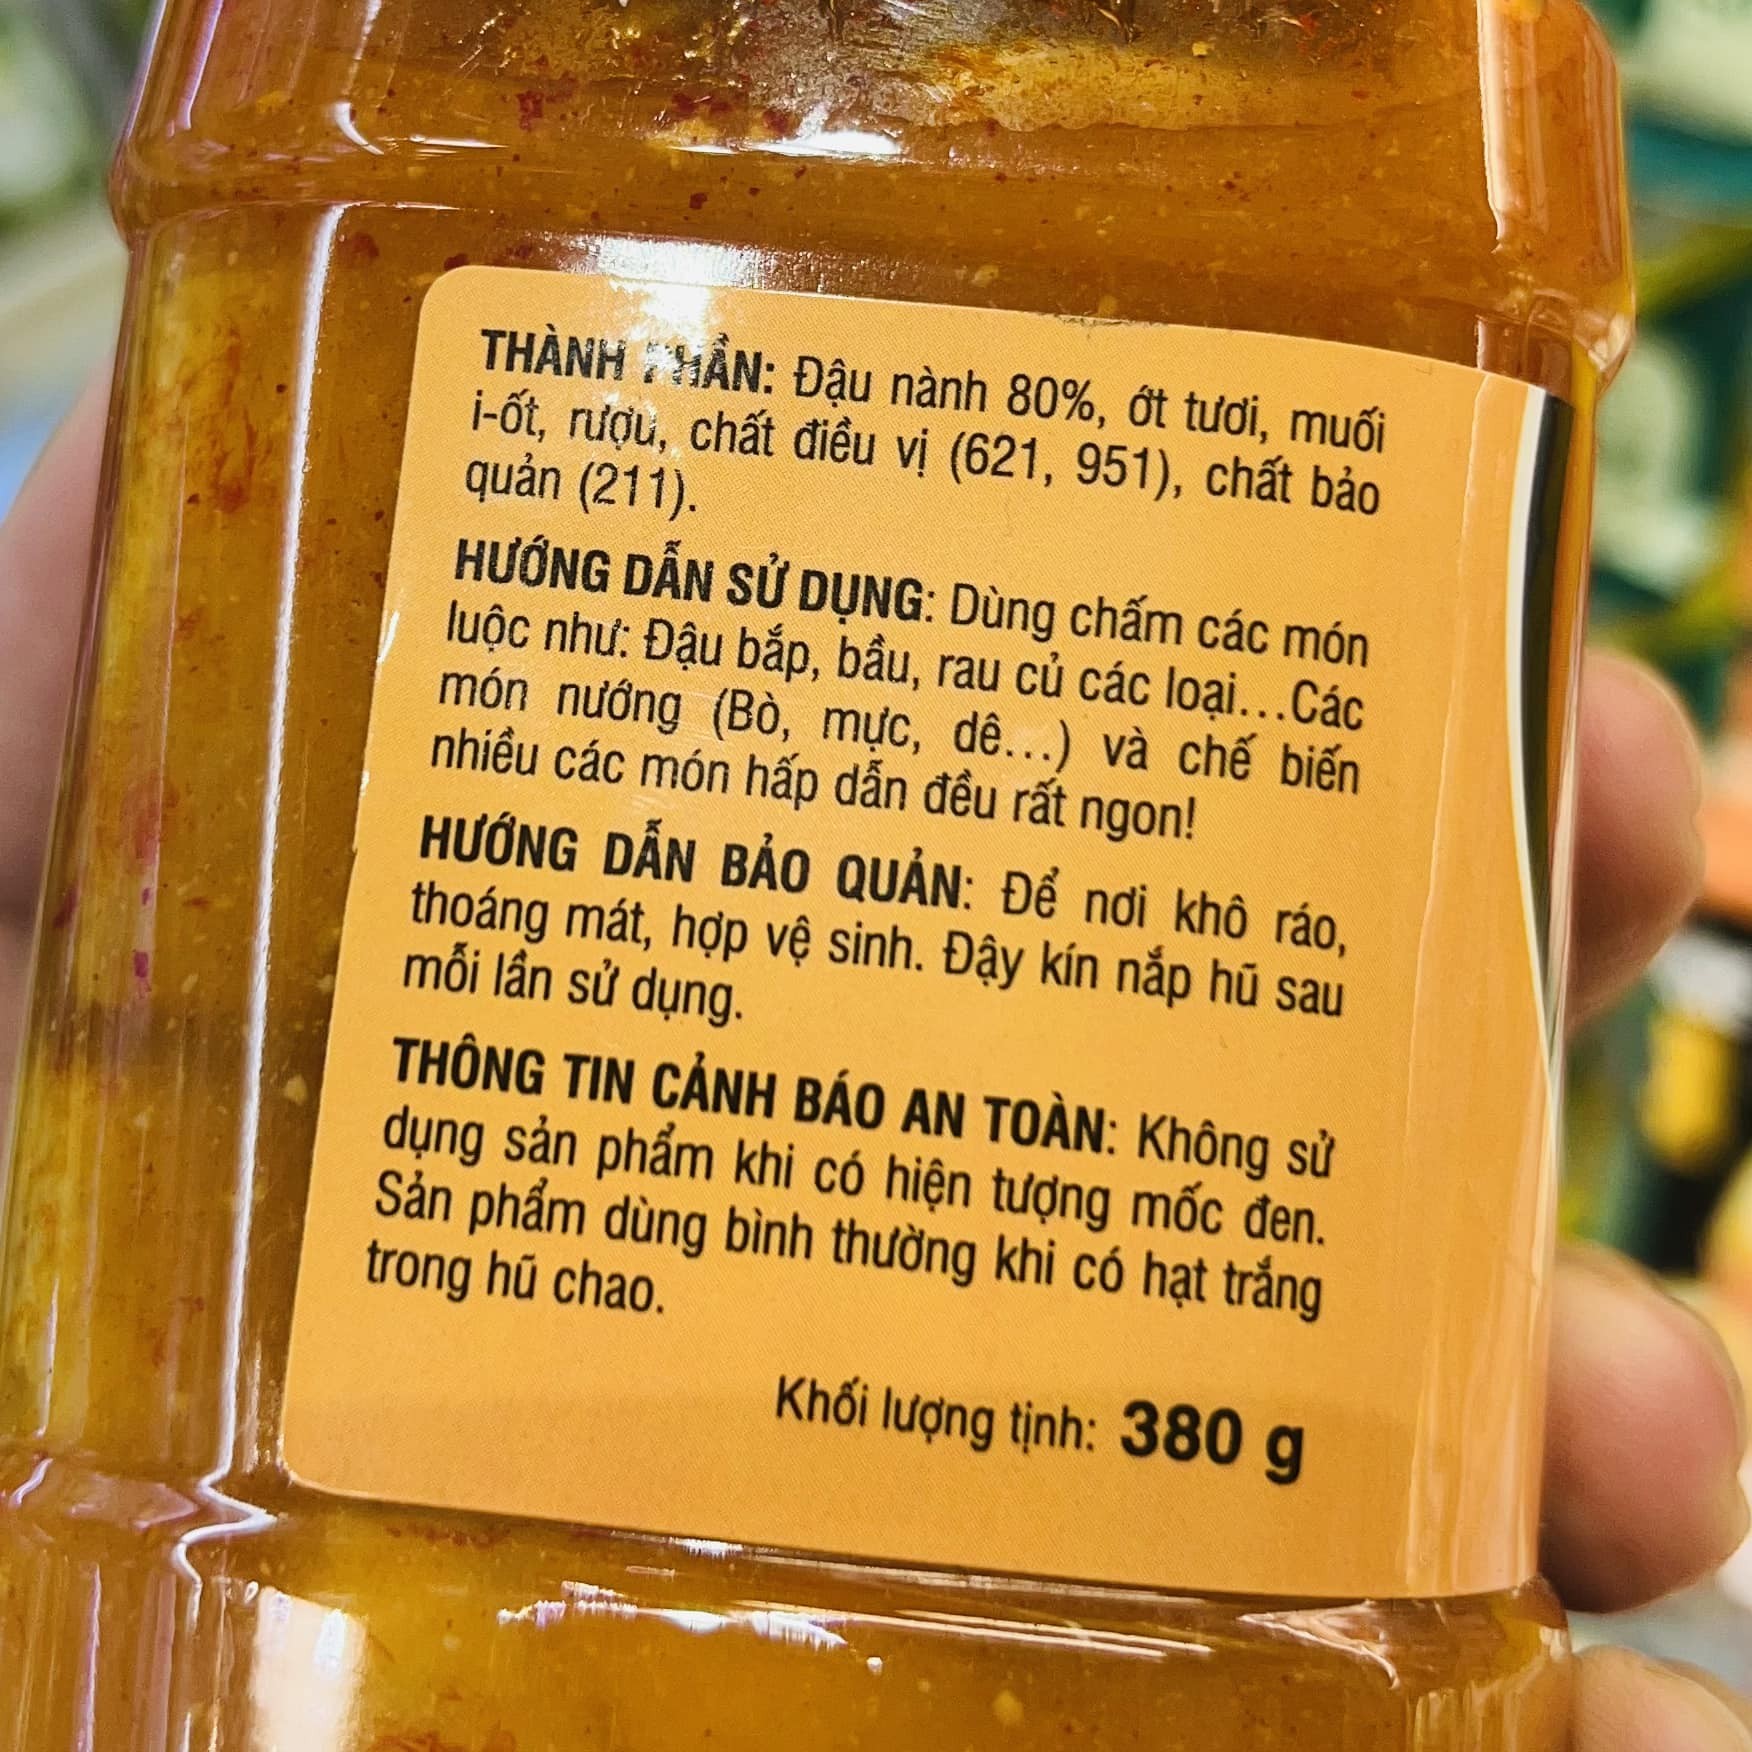 THÀNH PHẦN: Đậu nành 80%, ớt tươi, muối
i-ốt, rượu, chất điều vị (621, 951), chất bảo
quản (211).
HƯỚNG DẪN SỬ DỤNG: Dùng chấm các món
luộc như: Đậu bắp, bầu, rau củ các loại...Các
món nướng (Bò, mực, dê...) và chế biến
nhiều các món hấp dẫn đều rất ngon!
HƯỚNG DẪN BẢO QUẢN: Để nơi khô ráo,
thoáng mát, hợp vệ sinh. Đậy kín nắp hũ sau
mỗi lần sử dụng.
THÔNG TIN CẢNH BÁO AN TOÀN: Không sử
dụng sản phẩm khi có hiện tượng mốc đen.
Sản phẩm dùng bình thường khi có hạt trắng
trong hũ chao.
Khối lượng tịnh: 380 g